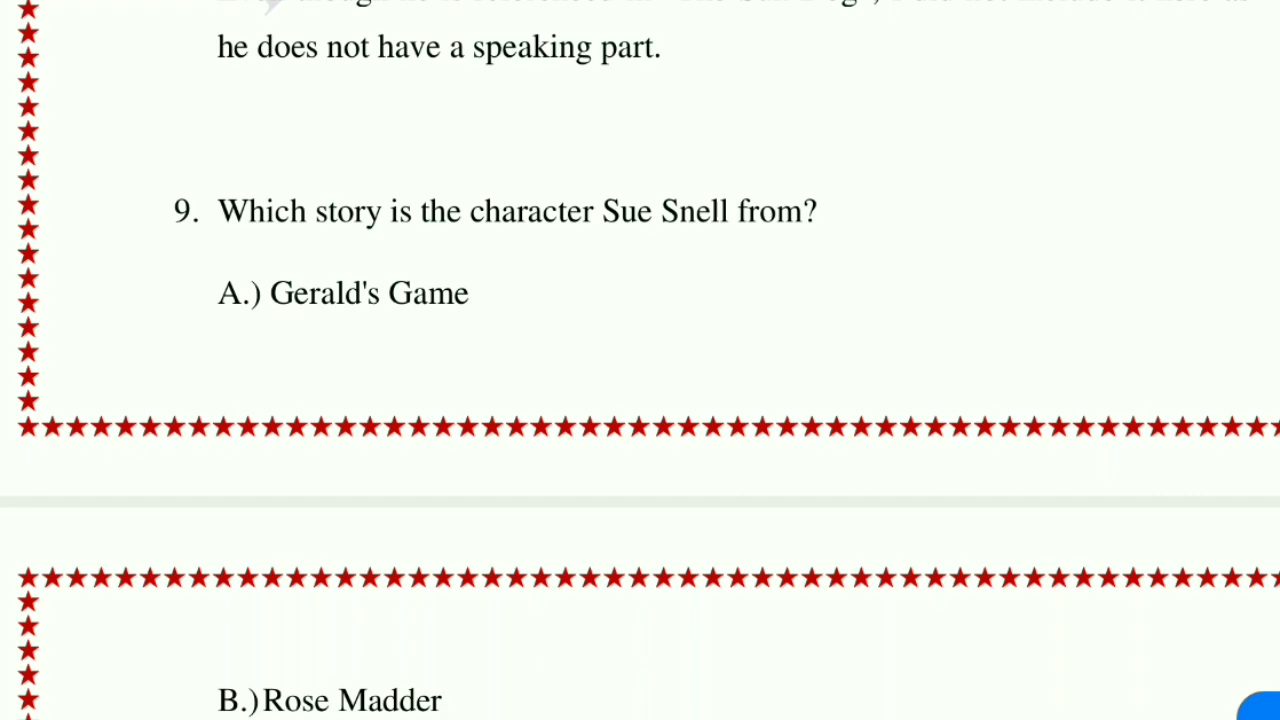 he does not have a speaking part.
9. Which story is the character Sue Snell from?
A.) Gerald's Game
B.)Rose Madder